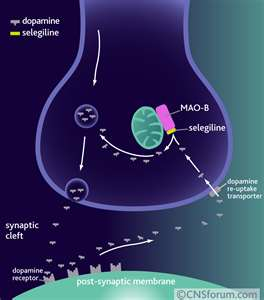 dopamine
selegiline
MAO-B
selegiline
dopamine
re-uptake
transporter
synaptic
cleft
dopamine
receptor
post-synaptic membrane
©CNSforum.com